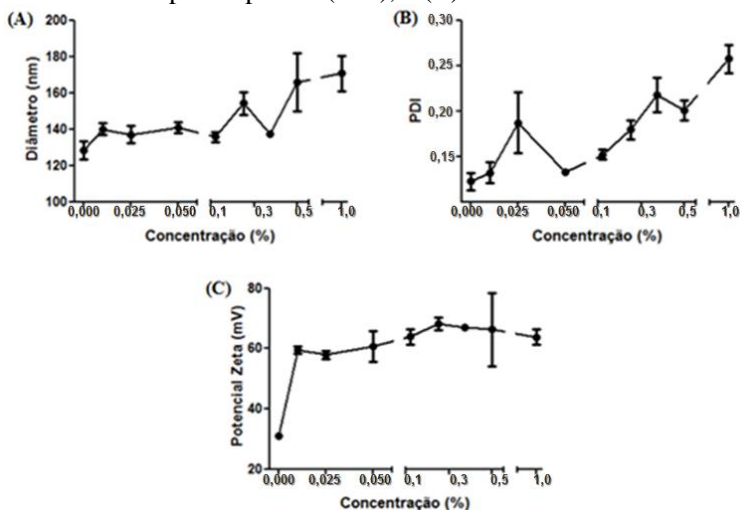 (A)
200
180
160
140
120
100
Diâmetro (nm)
0,000 0,025 0,050 0,1 0,3 0,5 1,0
Concentração (%)
(B)
0,30
0,25
0,20
0,15
PDI
0,000 0,025 0,050 0,1 0,3 0,5 1,0
Concentração (%)
(C)
80
60
40
20
Potencial Zeta (mV)
0,000 0,025 0,050 0,1 0,3 0,5 1,0
Concentração (%)